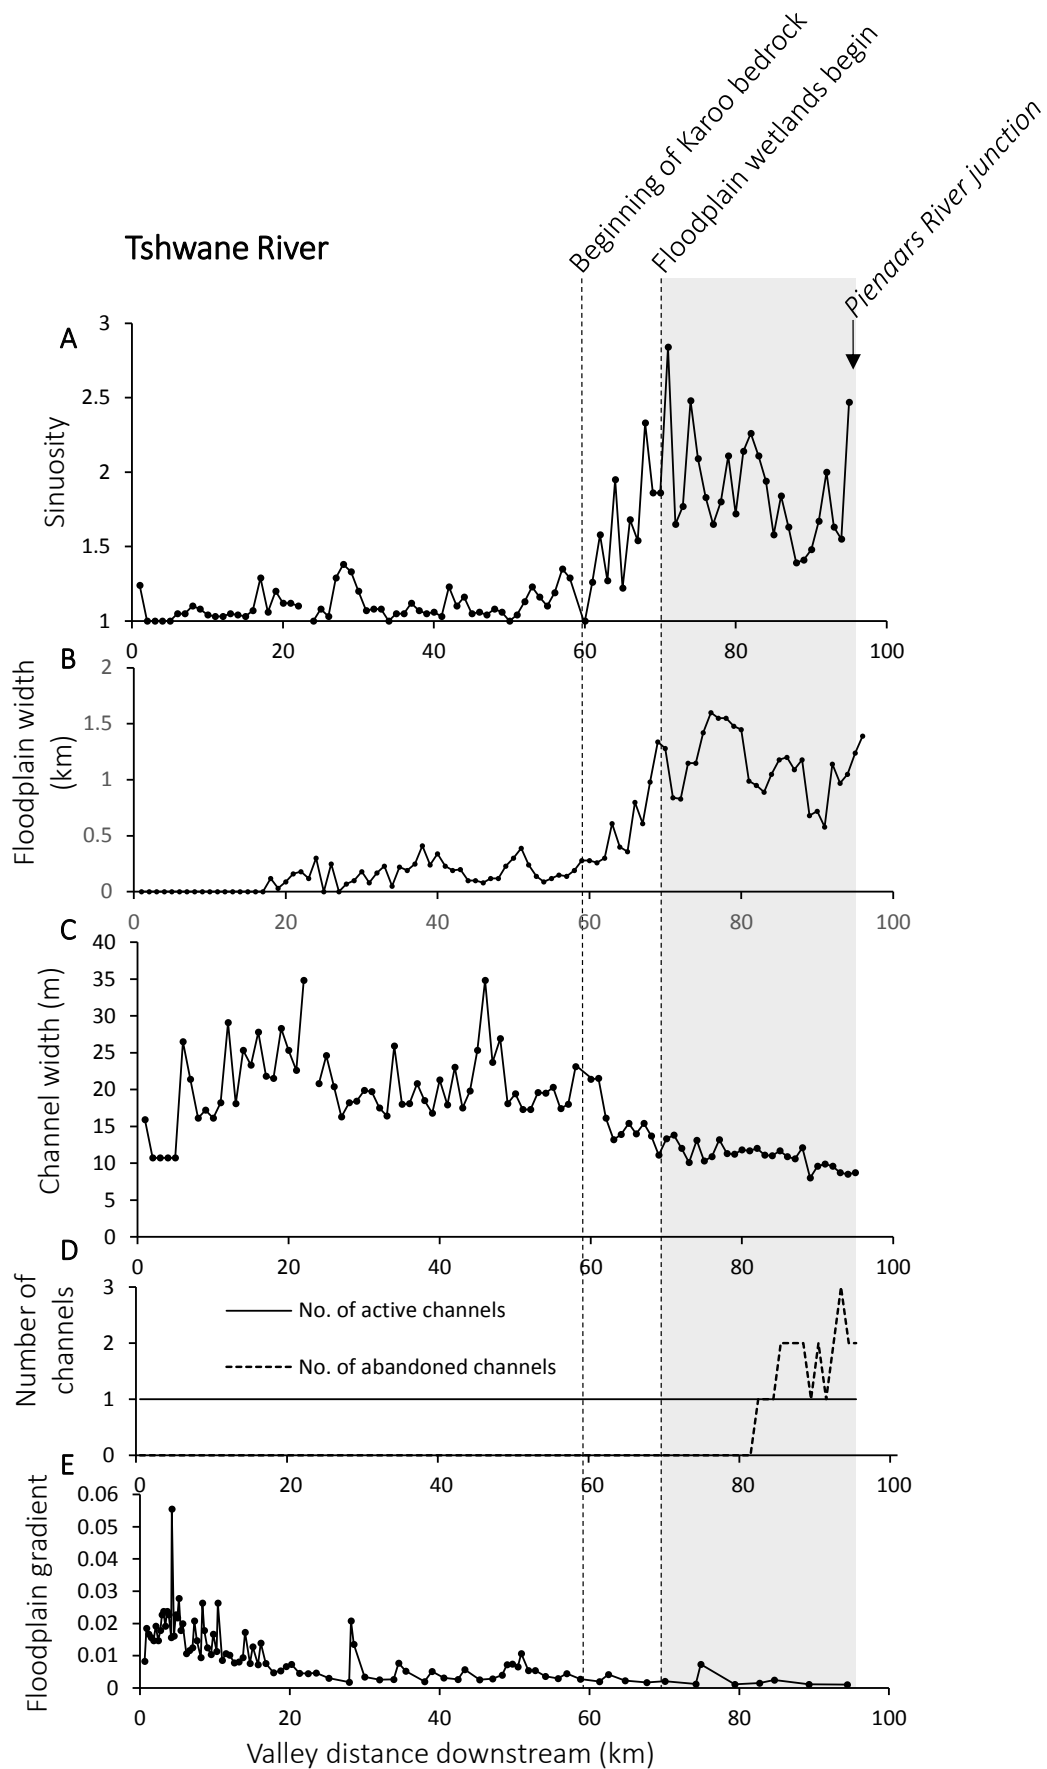 Beginning of Karoo bedrock
Floodplain wetlands begin
Pienaars River junction
Tshwane River
A
Sinuosity
3
2.5
2
1.5
1
0 20 40 60 80 100
B
Floodplain width
(km)
2
1.5
1
0.5
0
0 20 40 60 80 100
C
Channel width (m)
40
35
30
25
20
15
10
5
0
0 20 40 60 80 100
D
Number of
channels
3
2
1
0
No. of active channels
No. of abandoned channels
0 20 40 60 80 100
E
Floodplain gradient
0.06
0.05
0.04
0.03
0.02
0.01
0
0 20 40 60 80 100
Valley distance downstream (km)